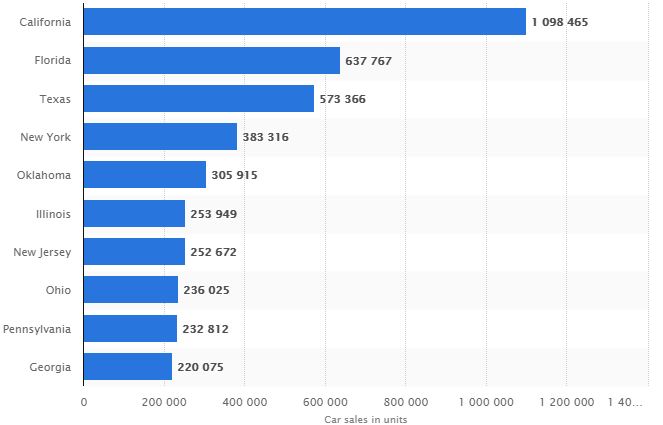 California 1 098 465
Florida 637 767
Texas 573 366
New York 383 316
Oklahoma 305 915
Illinois 253 949
New Jersey 252 672
Ohio 236 025
Pennsylvania 232 812
Georgia 220 075
0 200 000 400 000 600 000 800 000 1 000 000 1 200 000 1 40...
Car sales in units